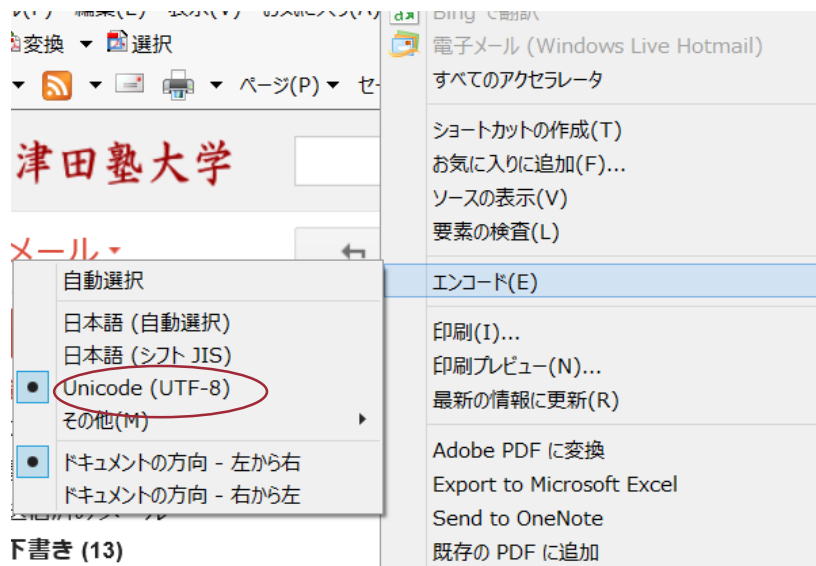 変換 ▼ 選択
▼ ▼ ▼ ページ(P) ▼ セ
津田塾大学
メール
自動選択
日本語 (自動選択)
日本語 (シフト JIS)
Unicode (UTF-8)
その他(M)
ドキュメントの方向 - 左から右
ドキュメントの方向 - 右から左
下書き (13)
Bing で翻訳
電子メール (Windows Live Hotmail)
すべてのアクセラレータ
ショートカットの作成(T)
お気に入りに追加(F)...
ソースの表示(V)
要素の検査(L)
エンコード(E)
印刷(I)...
印刷プレビュー(N)...
最新の情報に更新(R)
Adobe PDF に変換
Export to Microsoft Excel
Send to OneNote
既存の PDF に追加